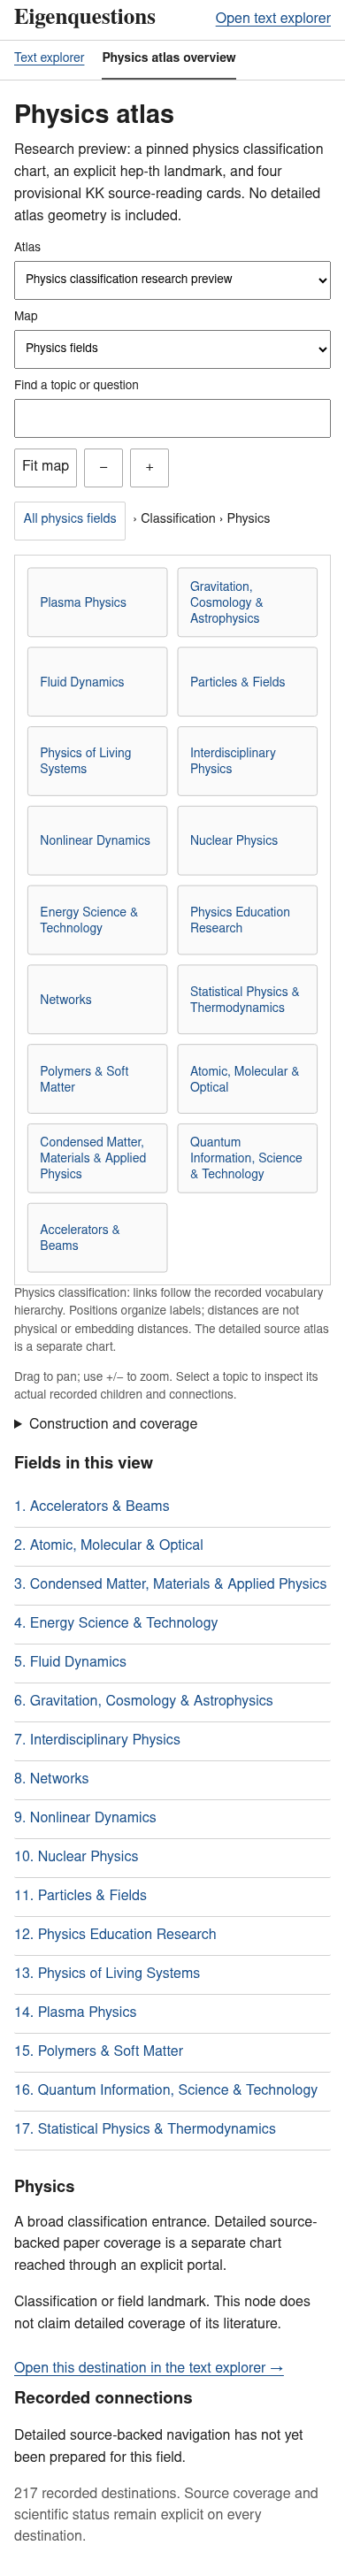 Eigenquestions
Open text explorer
Text explorer
Physics atlas overview
Physics atlas
Research preview: a pinned physics classification
chart, an explicit hep-th landmark, and four
provisional KK source-reading cards. No detailed
atlas geometry is included.
Atlas
Physics classification research preview
Map
Physics fields
Find a topic or question
Fit map
–
+
All physics fields
› Classification › Physics
Plasma Physics
Gravitation,
Cosmology &
Astrophysics
Fluid Dynamics
Particles & Fields
Physics of Living
Systems
Interdisciplinary
Physics
Nonlinear Dynamics
Nuclear Physics
Energy Science &
Technology
Physics Education
Research
Networks
Statistical Physics &
Thermodynamics
Polymers & Soft
Matter
Atomic, Molecular &
Optical
Condensed Matter,
Materials & Applied
Physics
Quantum
Information, Science
& Technology
Accelerators &
Beams
Physics classification: links follow the recorded vocabulary
hierarchy. Positions organize labels; distances are not
physical or embedding distances. The detailed source atlas
is a separate chart.
Drag to pan; use +/– to zoom. Select a topic to inspect its
actual recorded children and connections.
Construction and coverage
Fields in this view
1. Accelerators & Beams
2. Atomic, Molecular & Optical
3. Condensed Matter, Materials & Applied Physics
4. Energy Science & Technology
5. Fluid Dynamics
6. Gravitation, Cosmology & Astrophysics
7. Interdisciplinary Physics
8. Networks
9. Nonlinear Dynamics
10. Nuclear Physics
11. Particles & Fields
12. Physics Education Research
13. Physics of Living Systems
14. Plasma Physics
15. Polymers & Soft Matter
16. Quantum Information, Science & Technology
17. Statistical Physics & Thermodynamics
Physics
A broad classification entrance. Detailed source-
backed paper coverage is a separate chart
reached through an explicit portal.
Classification or field landmark. This node does
not claim detailed coverage of its literature.
Open this destination in the text explorer →
Recorded connections
Detailed source-backed navigation has not yet
been prepared for this field.
217 recorded destinations. Source coverage and
scientific status remain explicit on every
destination.